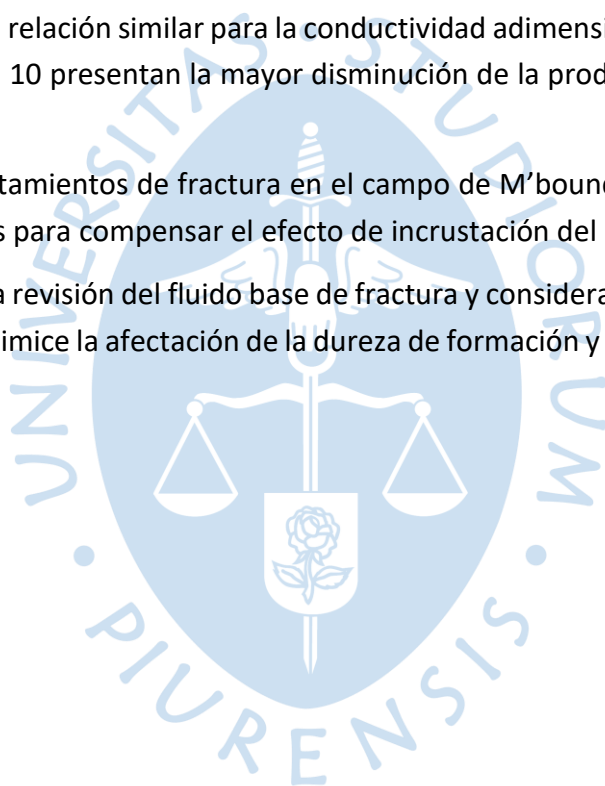 relación similar para la conductividad adimensi
10 presentan la mayor disminución de la prod
tamientos de fractura en el campo de M’bound
s para compensar el efecto de incrustación del
a revisión del fluido base de fractura y considera
imice la afectación de la dureza de formación y
UNIVERSITAS • STUDIORUM • PIURENSIS •